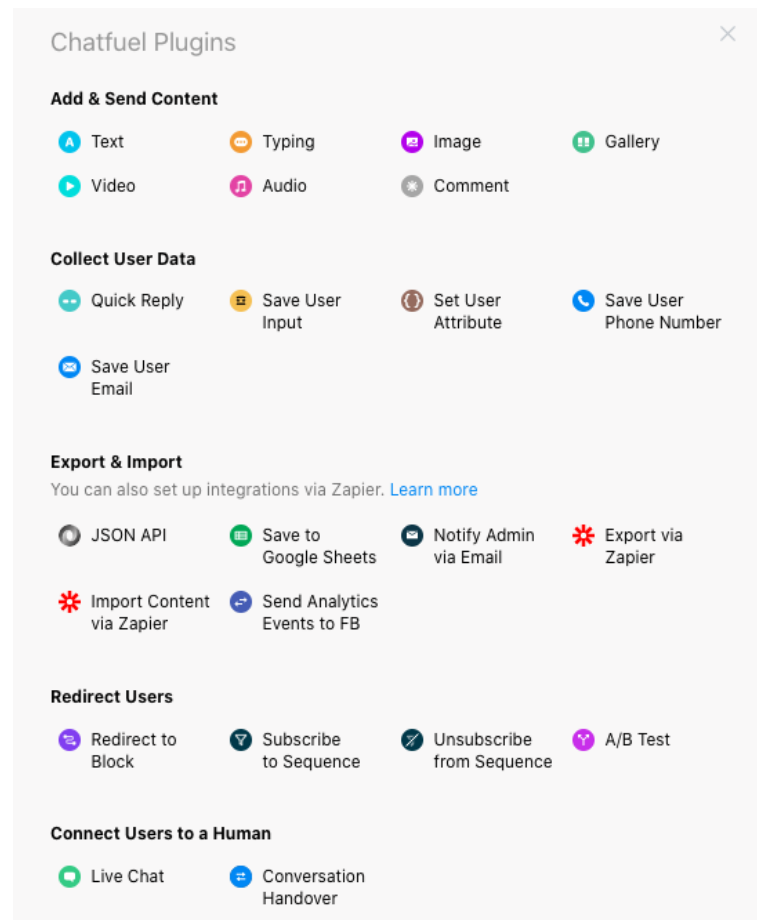 Chatfuel Plugins
Add & Send Content
Text
Typing
Image
Gallery
Video
Audio
Comment
Collect User Data
Quick Reply
Save User
Input
Set User
Attribute
Save User
Phone Number
Save User
Email
Export & Import
You can also set up integrations via Zapier. Learn more
JSON API
Save to
Google Sheets
Notify Admin
via Email
Export via
Zapier
Import Content
via Zapier
Send Analytics
Events to FB
Redirect Users
Redirect to
Block
Subscribe
to Sequence
Unsubscribe
from Sequence
A/B Test
Connect Users to a Human
Live Chat
Conversation
Handover